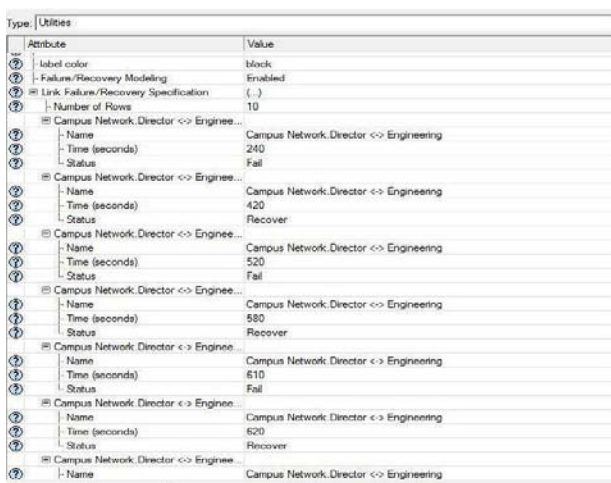 Type: Utilities
Attribute Value
label color black
Failure/Recovery Modeling Enabled
Link Failure/Recovery Specification (...)
Number of Rows 10
Campus Network.Director <-> Enginee...
Name Campus Network.Director <-> Engineering
Time (seconds) 240
Status Fail
Campus Network.Director <-> Enginee...
Name Campus Network.Director <-> Engineering
Time (seconds) 420
Status Recover
Campus Network.Director <-> Enginee...
Name Campus Network.Director <-> Engineering
Time (seconds) 520
Status Fail
Campus Network.Director <-> Enginee...
Name Campus Network.Director <-> Engineering
Time (seconds) 580
Status Recover
Campus Network.Director <-> Enginee...
Name Campus Network.Director <-> Engineering
Time (seconds) 610
Status Fail
Campus Network.Director <-> Enginee...
Name Campus Network.Director <-> Engineering
Time (seconds) 620
Status Recover
Campus Network.Director <-> Enginee...
Name Campus Network.Director <-> Engineering